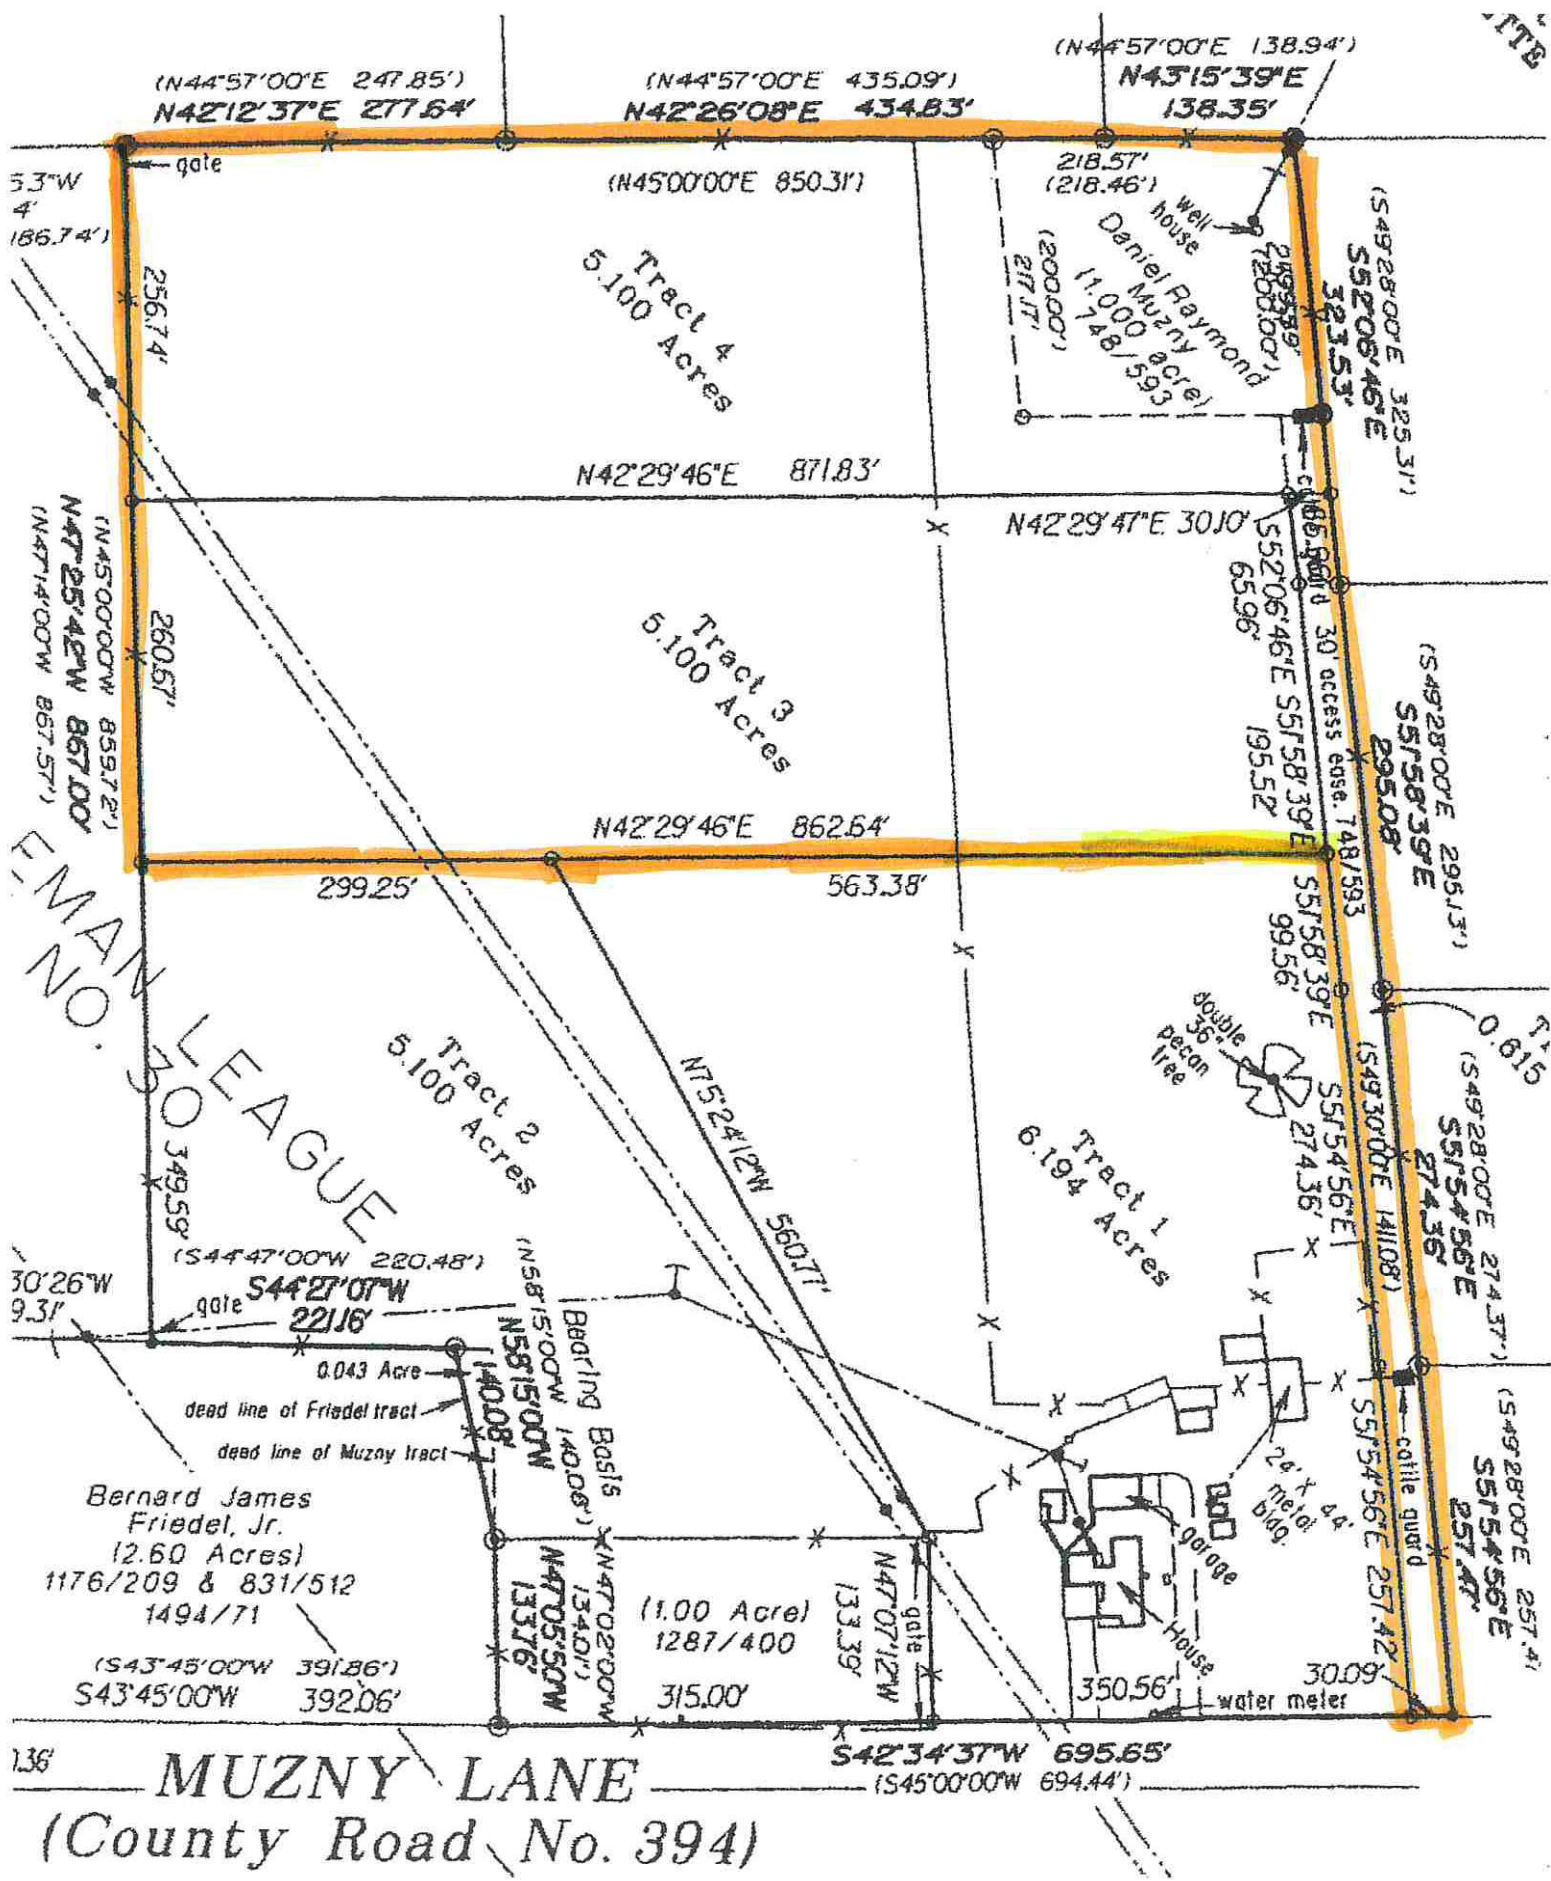 (N44°57'00"E 247.85')
N42°12'37"E 277.64'
(N44°57'00"E 435.09')
N42°26'08"E 434.83'
(N44°57'00"E 138.94')
N43°15'39"E
138.35'
gate
(N45°00'00"E 850.31')
218.57'
(218.46')
well
house
53"W
4'
186.74')
256.74'
Tract 4
5.100 Acres
(200.00')
217.17'
Daniel Raymond
Muzny
(1.000 acre)
748/593
(200.00')
(S49°28'00"E 325.31')
S52°06'46"E
323.53'
N42°29'46"E 871.83'
N42°29'47"E 30.10'
S52°06'46"E
65.96'
(N45°00'00"W 859.72')
N47°25'42"W 867.00'
(N47°14'00"W 867.57')
260.67'
Tract 3
5.100 Acres
S51°58'39"E
195.52'
30' access ease. 748/593
(S49°28'00"E 295.13')
S51°58'39"E
295.08'
N42°29'46"E 862.64'
299.25'
563.38'
S51°58'39"E
99.56'
EMAN LEAGUE
NO. 30
349.59'
Tract 2
5.100 Acres
N75°24'12"W 560.77'
Tract 1
6.194 Acres
double
36"
pecan
tree
S51°54'56"E
274.36'
(S49°30'00"E 1411.08')
0.615
(S49°28'00"E 274.37')
S51°54'56"E
274.36'
(S44°47'00"W 220.48')
S44°27'07"W
221.16'
gate
30'26"W
9.31'
0.043 Acre
deed line of Friedel tract
deed line of Muzny tract
Bearing Basis
(N58°15'00"W 140.06')
N58°15'00"W
140.08'
Bernard James
Friedel, Jr.
(2.60 Acres)
1176/209 & 831/512
1494/71
(S43°45'00"W 391.86')
S43°45'00"W 392.06'
(N47°02'00"W
134.01')
N47°05'50"W
133.76'
(1.00 Acre)
1287/400
315.00'
N47°07'12"W
133.39'
gate
garage
House
24' x 44'
metal
bldg.
cattle guard
S51°54'56"E 257.42'
(S49°28'00"E 257.4
S51°54'56"E
257.47'
350.56'
30.09'
water meter
1.36'
MUZNY LANE
(County Road No. 394)
S42°34'37"W 695.65'
(S45°00'00"W 694.44')